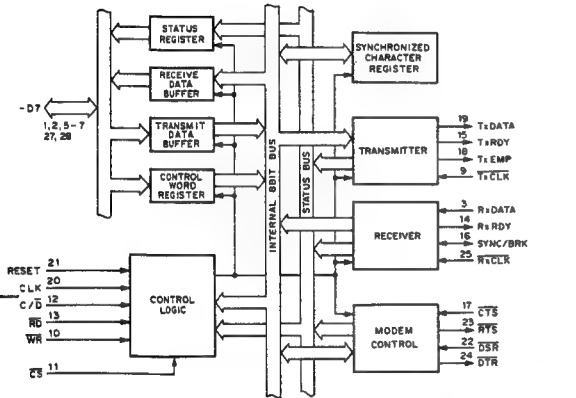 STATUS
REGISTER
RECEIVE
DATA
BUFFER
TRANSMIT
DATA
BUFFER
CONTROL
WORD
REGISTER
-D7
1,2,5-7
27,28
INTERNAL 8BIT BUS
STATUS BUS
SYNCHRONIZED
CHARACTER
REGISTER
TRANSMITTER
19 TxDATA
15 TxRDY
18 TxEMP
9 TxCLK
RECEIVER
3 RxDATA
14 RxRDY
16 SYNC/BRK
25 RxCLK
RESET 21
CLK 20
C/D 12
RD 13
WR 10
CS 11
CONTROL
LOGIC
MODEM
CONTROL
17 CTS
23 RTS
22 DSR
24 DTR